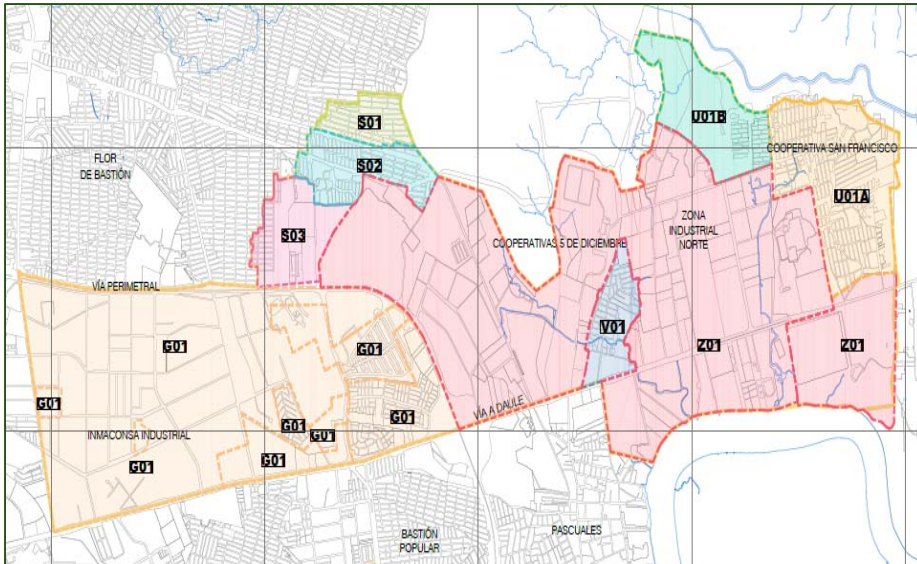 S01
U01B
FLOR
DE BASTIÓN
S02
COOPERATIVA SAN FRANCISCO
U01A
S03
COOPERATIVAS 5 DE DICIEMBRE
ZONA
INDUSTRIAL
NORTE
VÍA PERIMETRAL
V01
G01
G01
Z01
Z01
G01
VÍA A DAULE
G01
G01
G01
INMACONSA INDUSTRIAL
G01
G01
BASTIÓN
POPULAR
PASCUALES